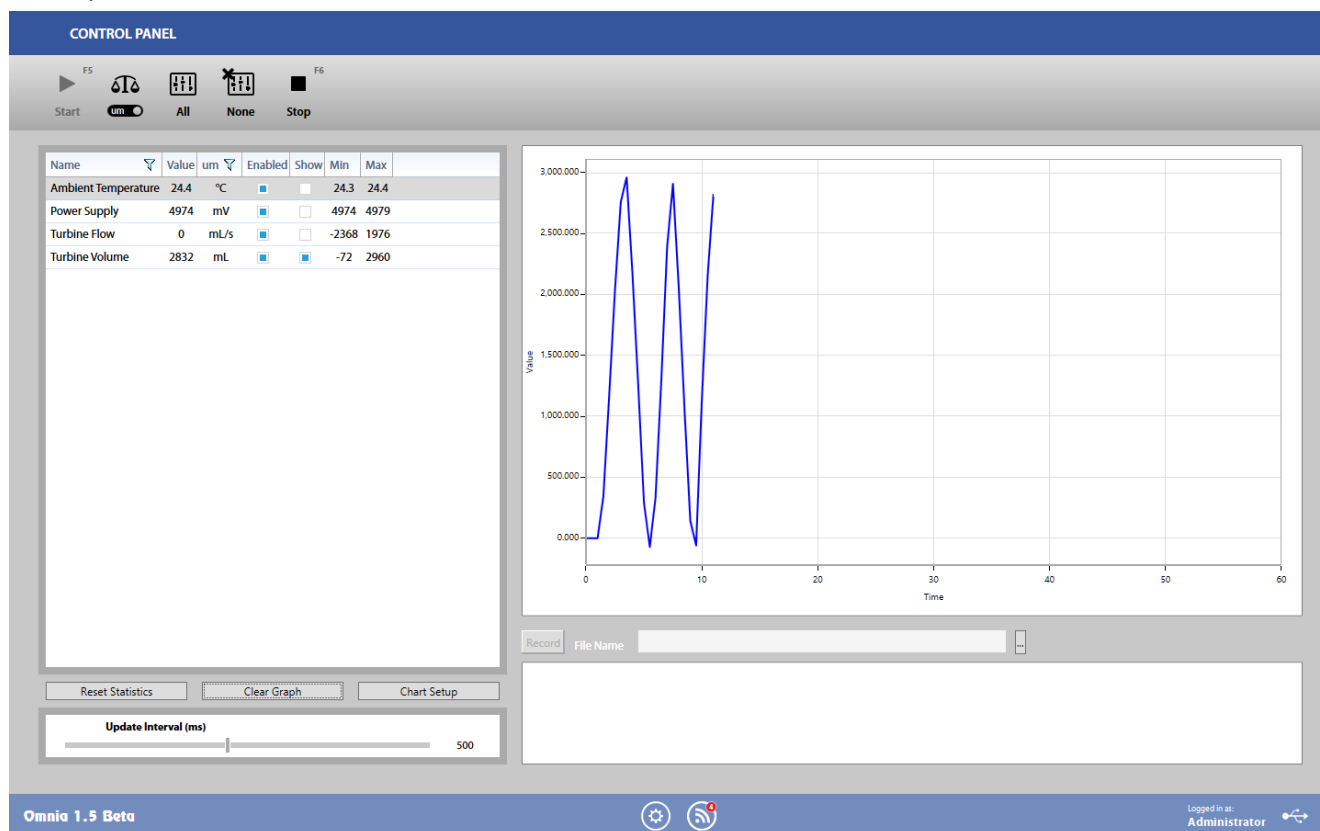 CONTROL PANEL
F5 F6
Start um All None Stop
Name Value um Enabled Show Min Max
Ambient Temperature 24.4 °C 24.3 24.4
Power Supply 4974 mV 4974 4979
Turbine Flow 0 mL/s -2368 1976
Turbine Volume 2832 mL -72 2960
3,000.000
2,500.000
2,000.000
1,500.000
1,000.000
500.000
0.000
Value
0 10 20 30 40 50 60
Time
Record File Name ...
Reset Statistics Clear Graph Chart Setup
Update Interval (ms)
500
Omnia 1.5 Beta
4
Logged in as:
Administrator